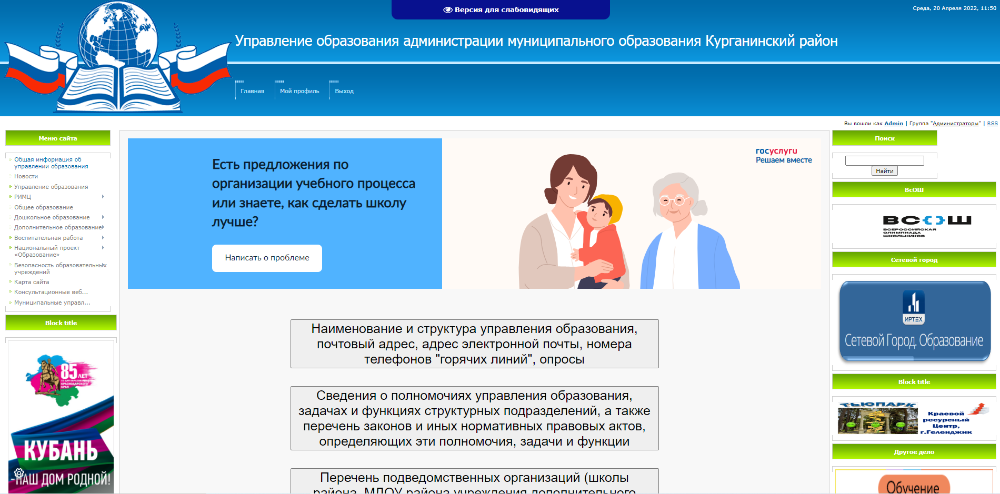 Версия для слабовидящих
Среда, 20 Апреля 2022, 11:50
Управление образования администрации муниципального образования Курганинский район
Главная
Мой профиль
Выход
Вы вошли как Admin | Группа "Администраторы" | RSS
Меню сайта
Общая информация об
управлении образования
Новости
Управление образования
РИМЦ
Общее образование
Дошкольное образование
Дополнительное образование
Воспитательная работа
Национальный проект
«Образование»
Безопасность образовательных
учреждений
Карта сайта
Консультационные веб...
Муниципальные управл...
Block title
85 ЛЕТ
СО ДНЯ ОБРАЗОВАНИЯ
КРАСНОДАРСКОГО
КРАЯ
КУБАНЬ
-НАШ ДОМ РОДНОЙ!
Есть предложения по
организации учебного процесса
или знаете, как сделать школу
лучше?
Написать о проблеме
госуслуги
Решаем вместе
Наименование и структура управления образования,
почтовый адрес, адрес электронной почты, номера
телефонов "горячих линий", опросы
Сведения о полномочиях управления образования,
задачах и функциях структурных подразделений, а также
перечень законов и иных нормативных правовых актов,
определяющих эти полномочия, задачи и функции
Перечень подведомственных организаций (школы
района, МДОУ района учреждения дополнительного
Поиск
Найти
ВсОШ
ВСОШ
ВСЕРОССИЙСКАЯ
ОЛИМПИАДА
ШКОЛЬНИКОВ
Сетевой город
ИРТЕХ
Сетевой Город. Образование
Block title
ТЬЮПАРК
Краевой
ресурсный
Центр,
г.Геленджик
Другое дело
Обучение